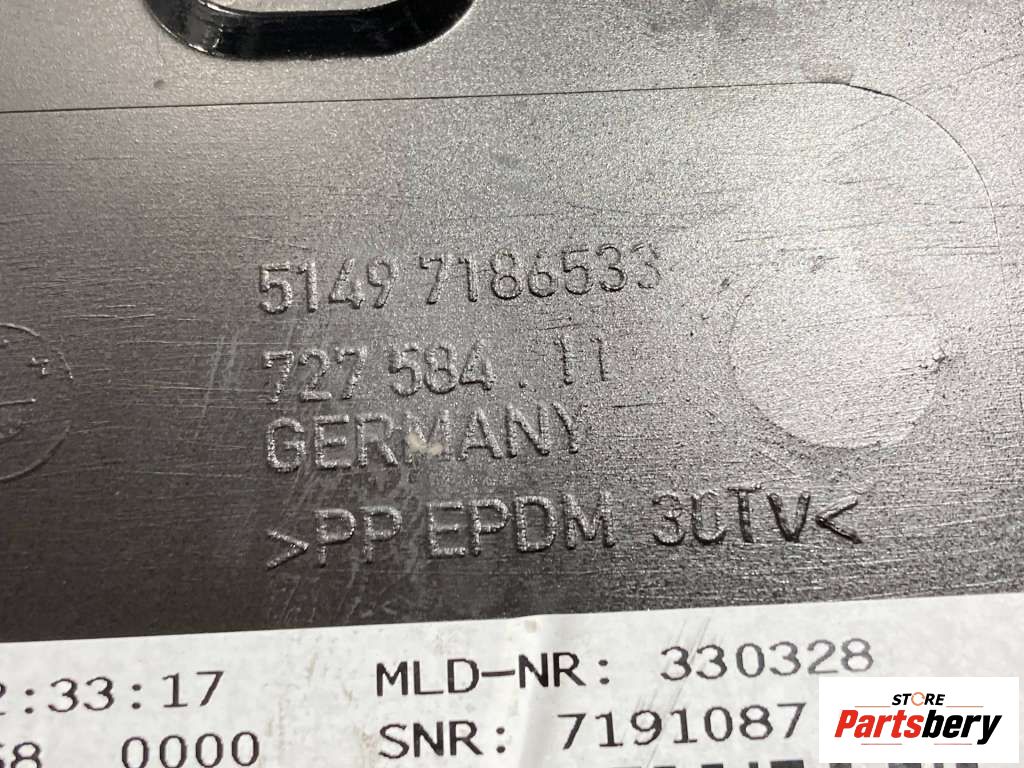 5149 7186533
727 584 . 11
GERMANY
>PP EPDM 30TV<
2:33:17 MLD-NR: 330328
68 0000 SNR: 7191087
STORE
Partsbery